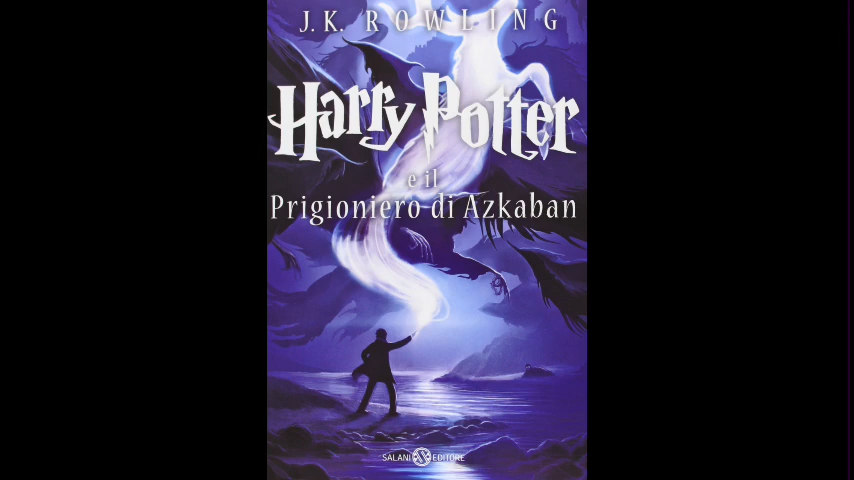 J. K. ROWLING
Harry Potter
e il
Prigioniero di Azkaban
SALANI EDITORE